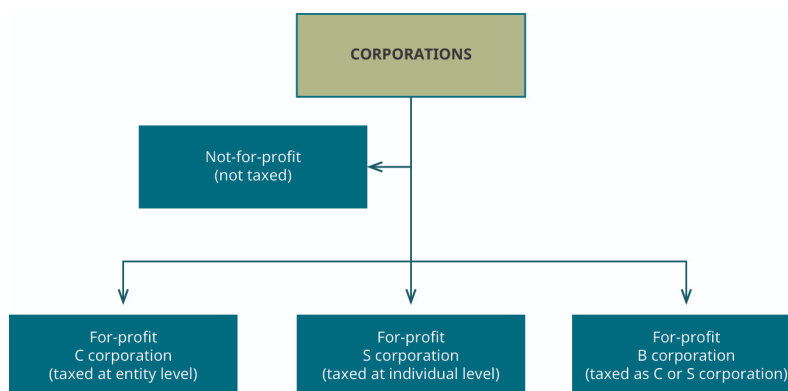 CORPORATIONS
Not-for-profit
(not taxed)
For-profit
C corporation
(taxed at entity level)
For-profit
S corporation
(taxed at individual level)
For-profit
B corporation
(taxed as C or S corporation)